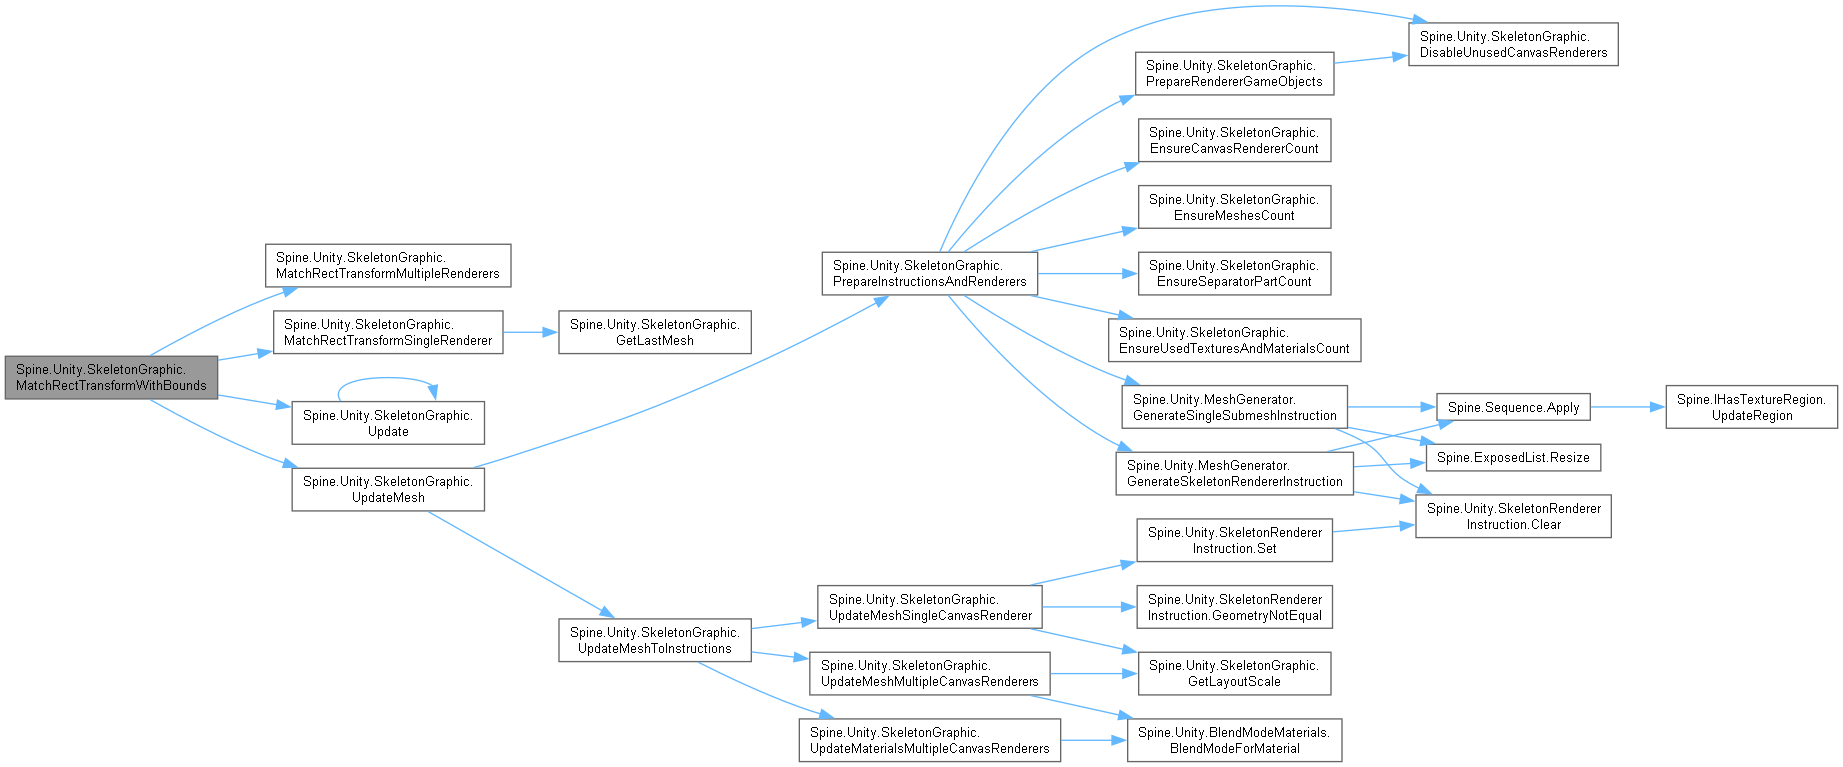 Spine.Unity.SkeletonGraphic.
MatchRectTransformWithBounds
Spine.Unity.SkeletonGraphic.
MatchRectTransformMultipleRenderers
Spine.Unity.SkeletonGraphic.
MatchRectTransformSingleRenderer
Spine.Unity.SkeletonGraphic.
Update
Spine.Unity.SkeletonGraphic.
UpdateMesh
Spine.Unity.SkeletonGraphic.
GetLastMesh
Spine.Unity.SkeletonGraphic.
UpdateMeshToInstructions
Spine.Unity.SkeletonGraphic.
PrepareInstructionsAndRenderers
Spine.Unity.SkeletonGraphic.
UpdateMeshSingleCanvasRenderer
Spine.Unity.SkeletonGraphic.
UpdateMeshMultipleCanvasRenderers
Spine.Unity.SkeletonGraphic.
UpdateMaterialsMultipleCanvasRenderers
Spine.Unity.SkeletonGraphic.
PrepareRendererGameObjects
Spine.Unity.SkeletonGraphic.
EnsureCanvasRendererCount
Spine.Unity.SkeletonGraphic.
EnsureMeshesCount
Spine.Unity.SkeletonGraphic.
EnsureSeparatorPartCount
Spine.Unity.SkeletonGraphic.
EnsureUsedTexturesAndMaterialsCount
Spine.Unity.MeshGenerator.
GenerateSingleSubmeshInstruction
Spine.Unity.MeshGenerator.
GenerateSkeletonRendererInstruction
Spine.Unity.SkeletonRenderer
Instruction.Set
Spine.Unity.SkeletonRenderer
Instruction.GeometryNotEqual
Spine.Unity.SkeletonGraphic.
GetLayoutScale
Spine.Unity.BlendModeMaterials.
BlendModeForMaterial
Spine.Unity.SkeletonGraphic.
DisableUnusedCanvasRenderers
Spine.Sequence.Apply
Spine.ExposedList.Resize
Spine.Unity.SkeletonRenderer
Instruction.Clear
Spine.IHasTextureRegion.
UpdateRegion